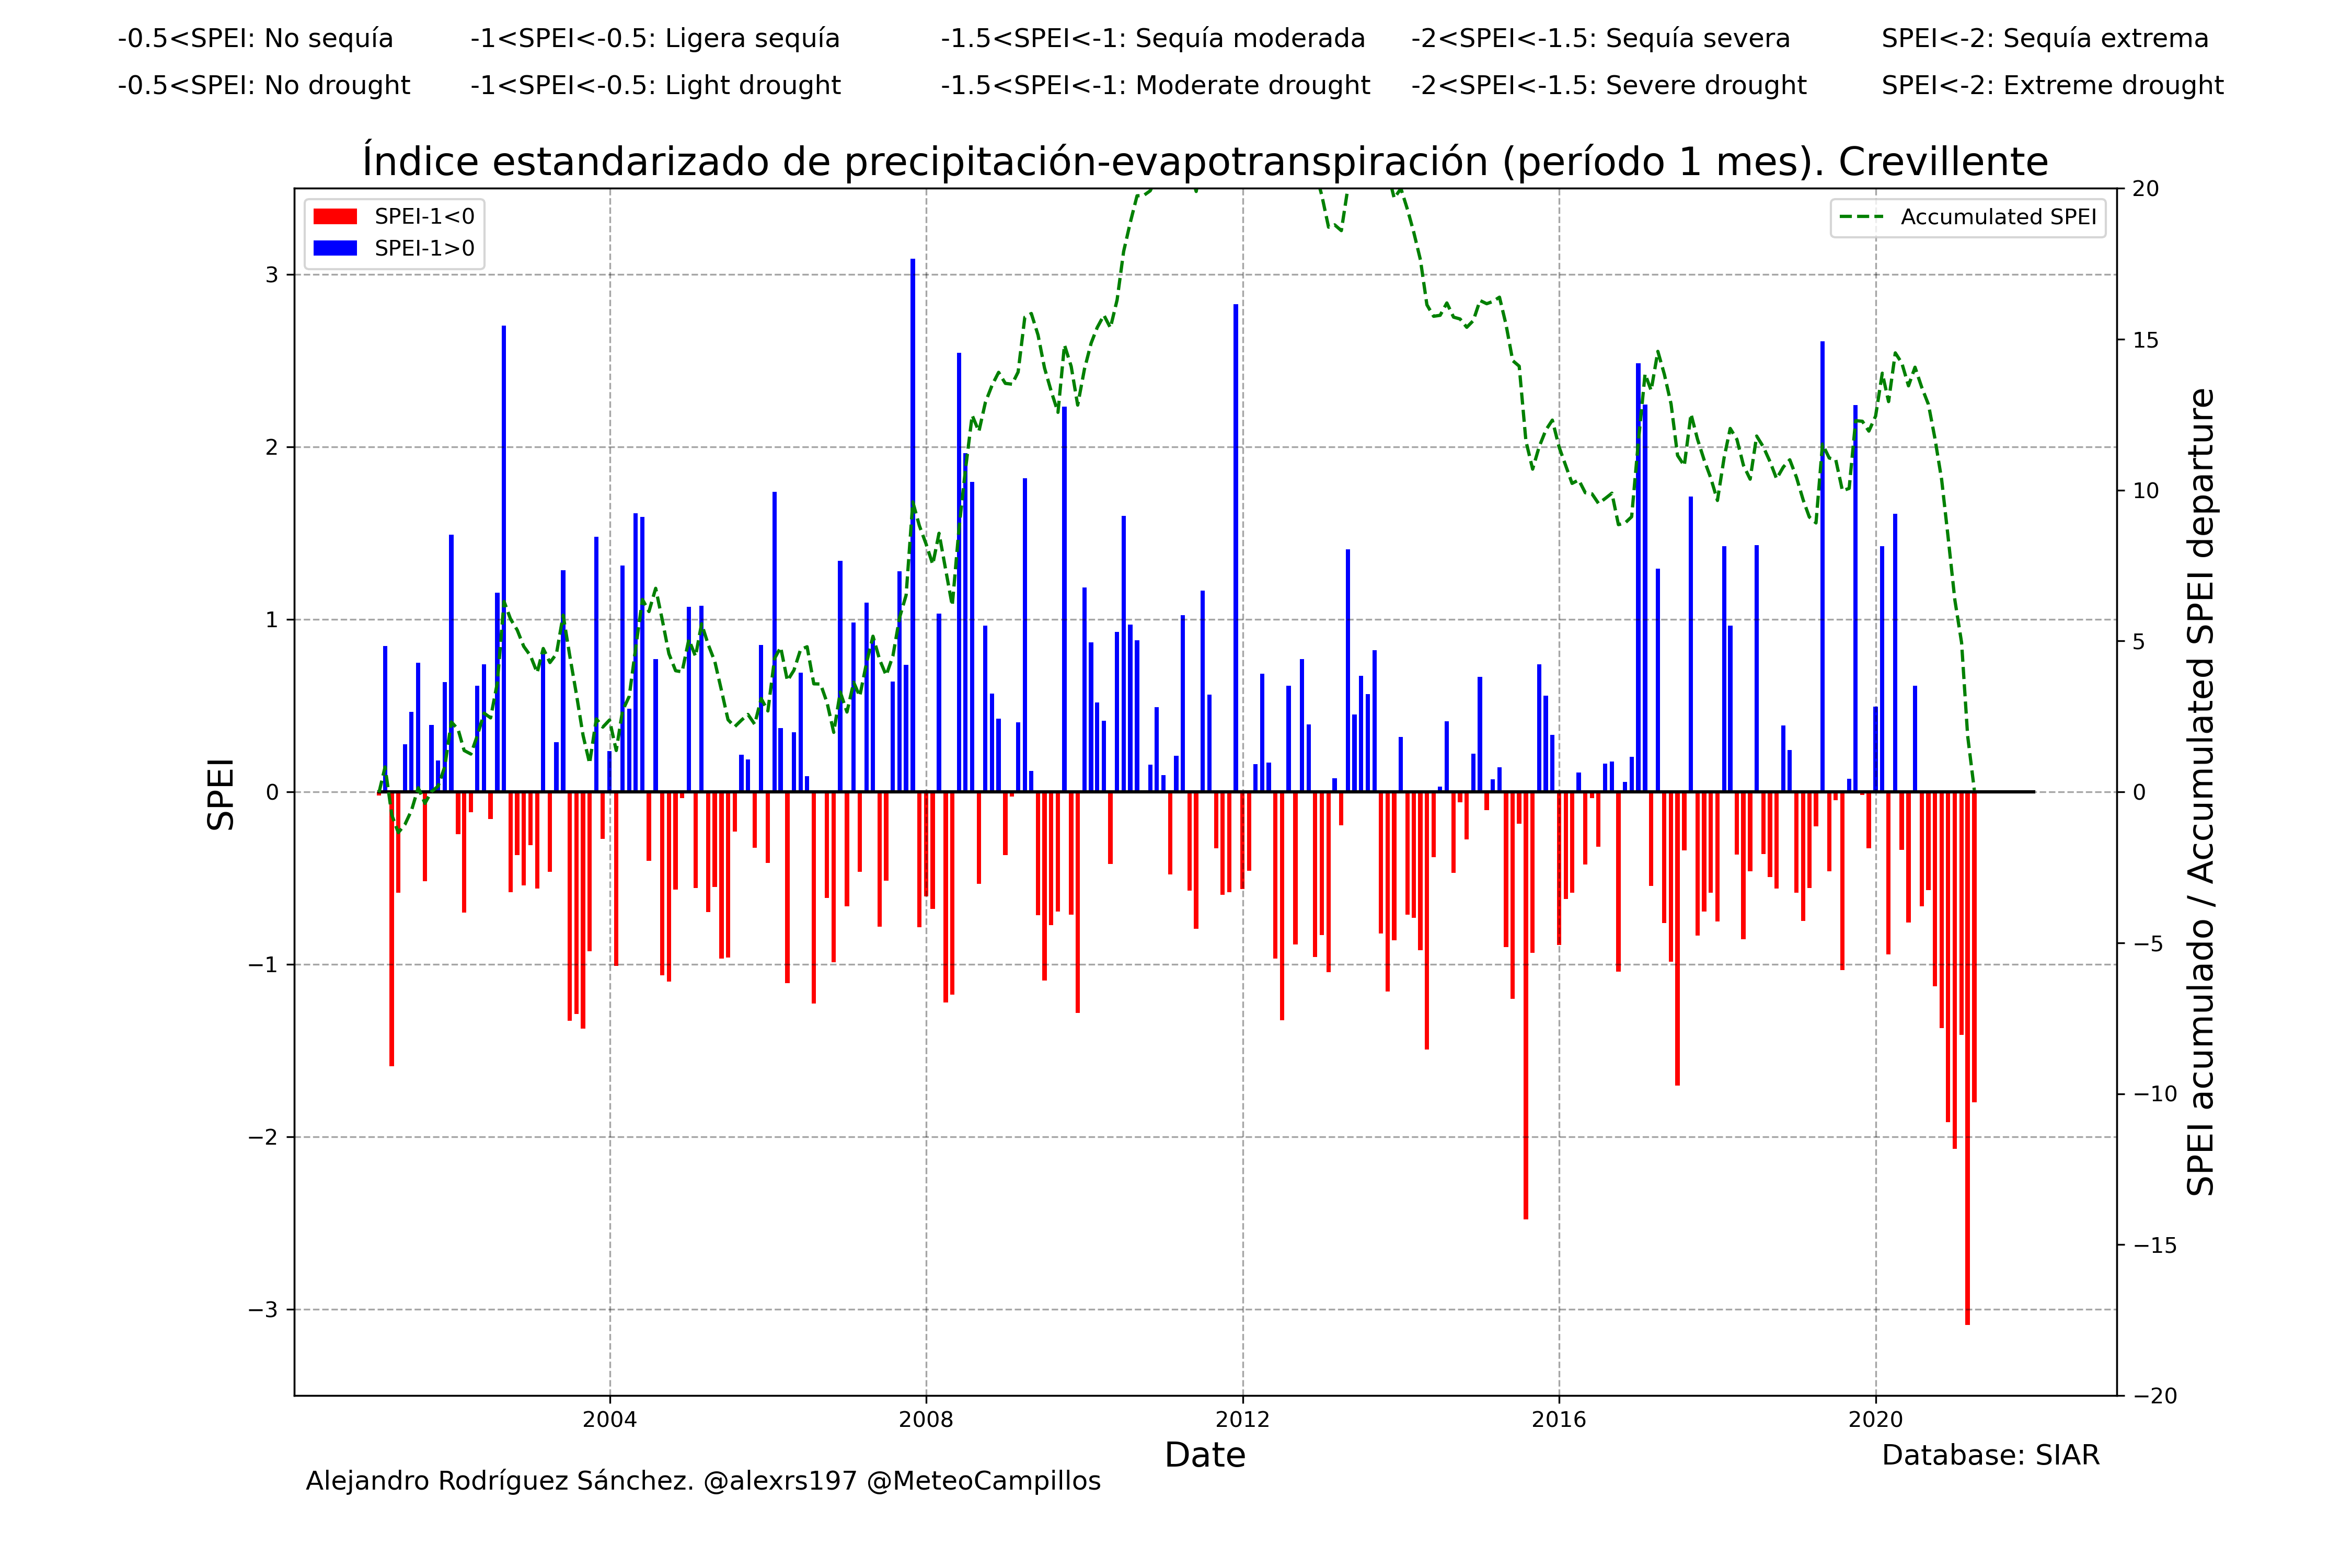 -0.5<SPEI: No sequía -1<SPEI<-0.5: Ligera sequía -1.5<SPEI<-1: Sequía moderada -2<SPEI<-1.5: Sequía severa SPEI<-2: Sequía extrema
-0.5<SPEI: No drought -1<SPEI<-0.5: Light drought -1.5<SPEI<-1: Moderate drought -2<SPEI<-1.5: Severe drought SPEI<-2: Extreme drought
Índice estandarizado de precipitación-evapotranspiración (período 1 mes). Crevillente
SPEI-1<0
SPEI-1>0
Accumulated SPEI
SPEI
3
2
1
0
−1
−2
−3
20
15
10
5
0
−5
−10
−15
−20
SPEI acumulado / Accumulated SPEI departure
2004 2008 2012 2016 2020
Date
Database: SIAR
Alejandro Rodríguez Sánchez. @alexrs197 @MeteoCampillos